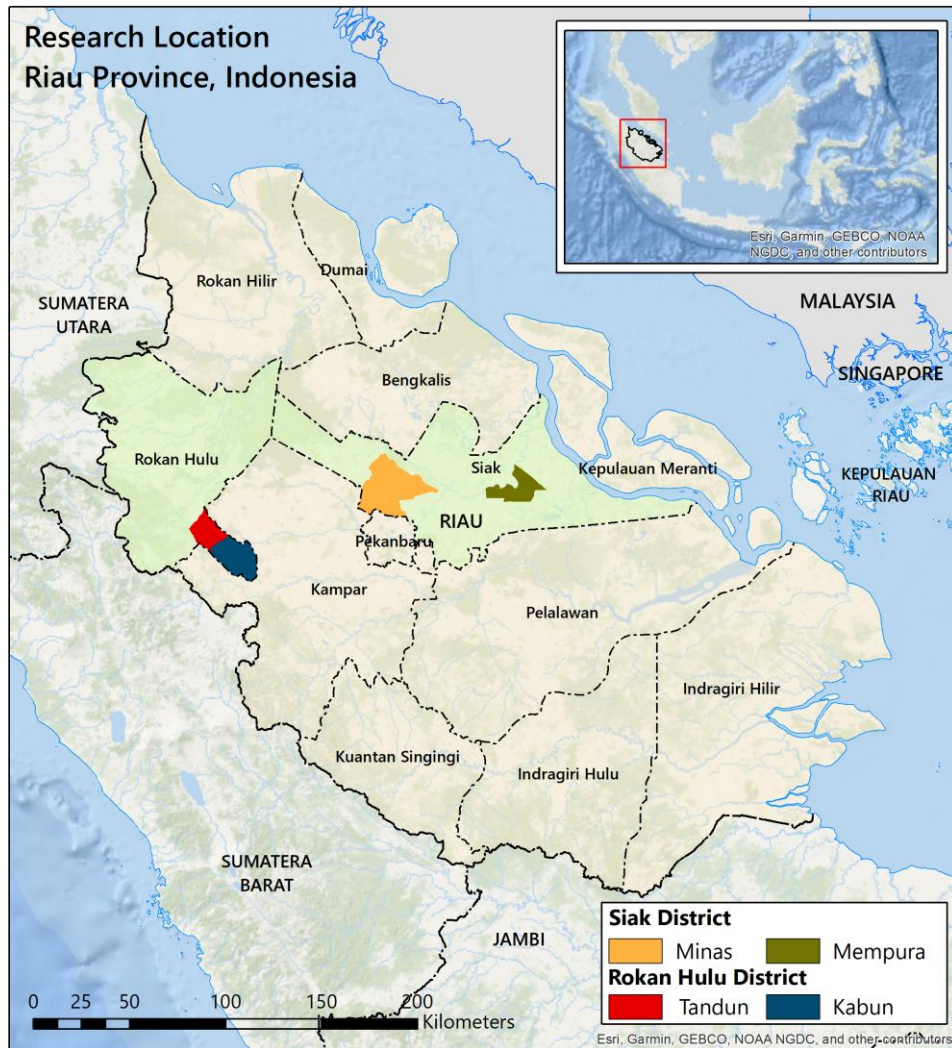 Research Location
Riau Province, Indonesia
Esri, Garmin, GEBCO, NOAA
NGDC, and other contributors
Rokan Hilir
Dumai
SUMATERA
UTARA
MALAYSIA
SINGAPORE
Bengkalis
Rokan Hulu
Siak
Kepulauan Meranti
KEPULAUAN
RIAU
RIAU
Pekanbaru
Kampar
Pelalawan
Indragiri Hilir
Kuantan Singingi
Indragiri Hulu
SUMATERA
BARAT
JAMBI
Siak District
Minas
Mempura
Rokan Hulu District
Tandun
Kabun
0 25 50 100 150 200
Kilometers
Esri, Garmin, GEBCO, NOAA NGDC, and other contributors